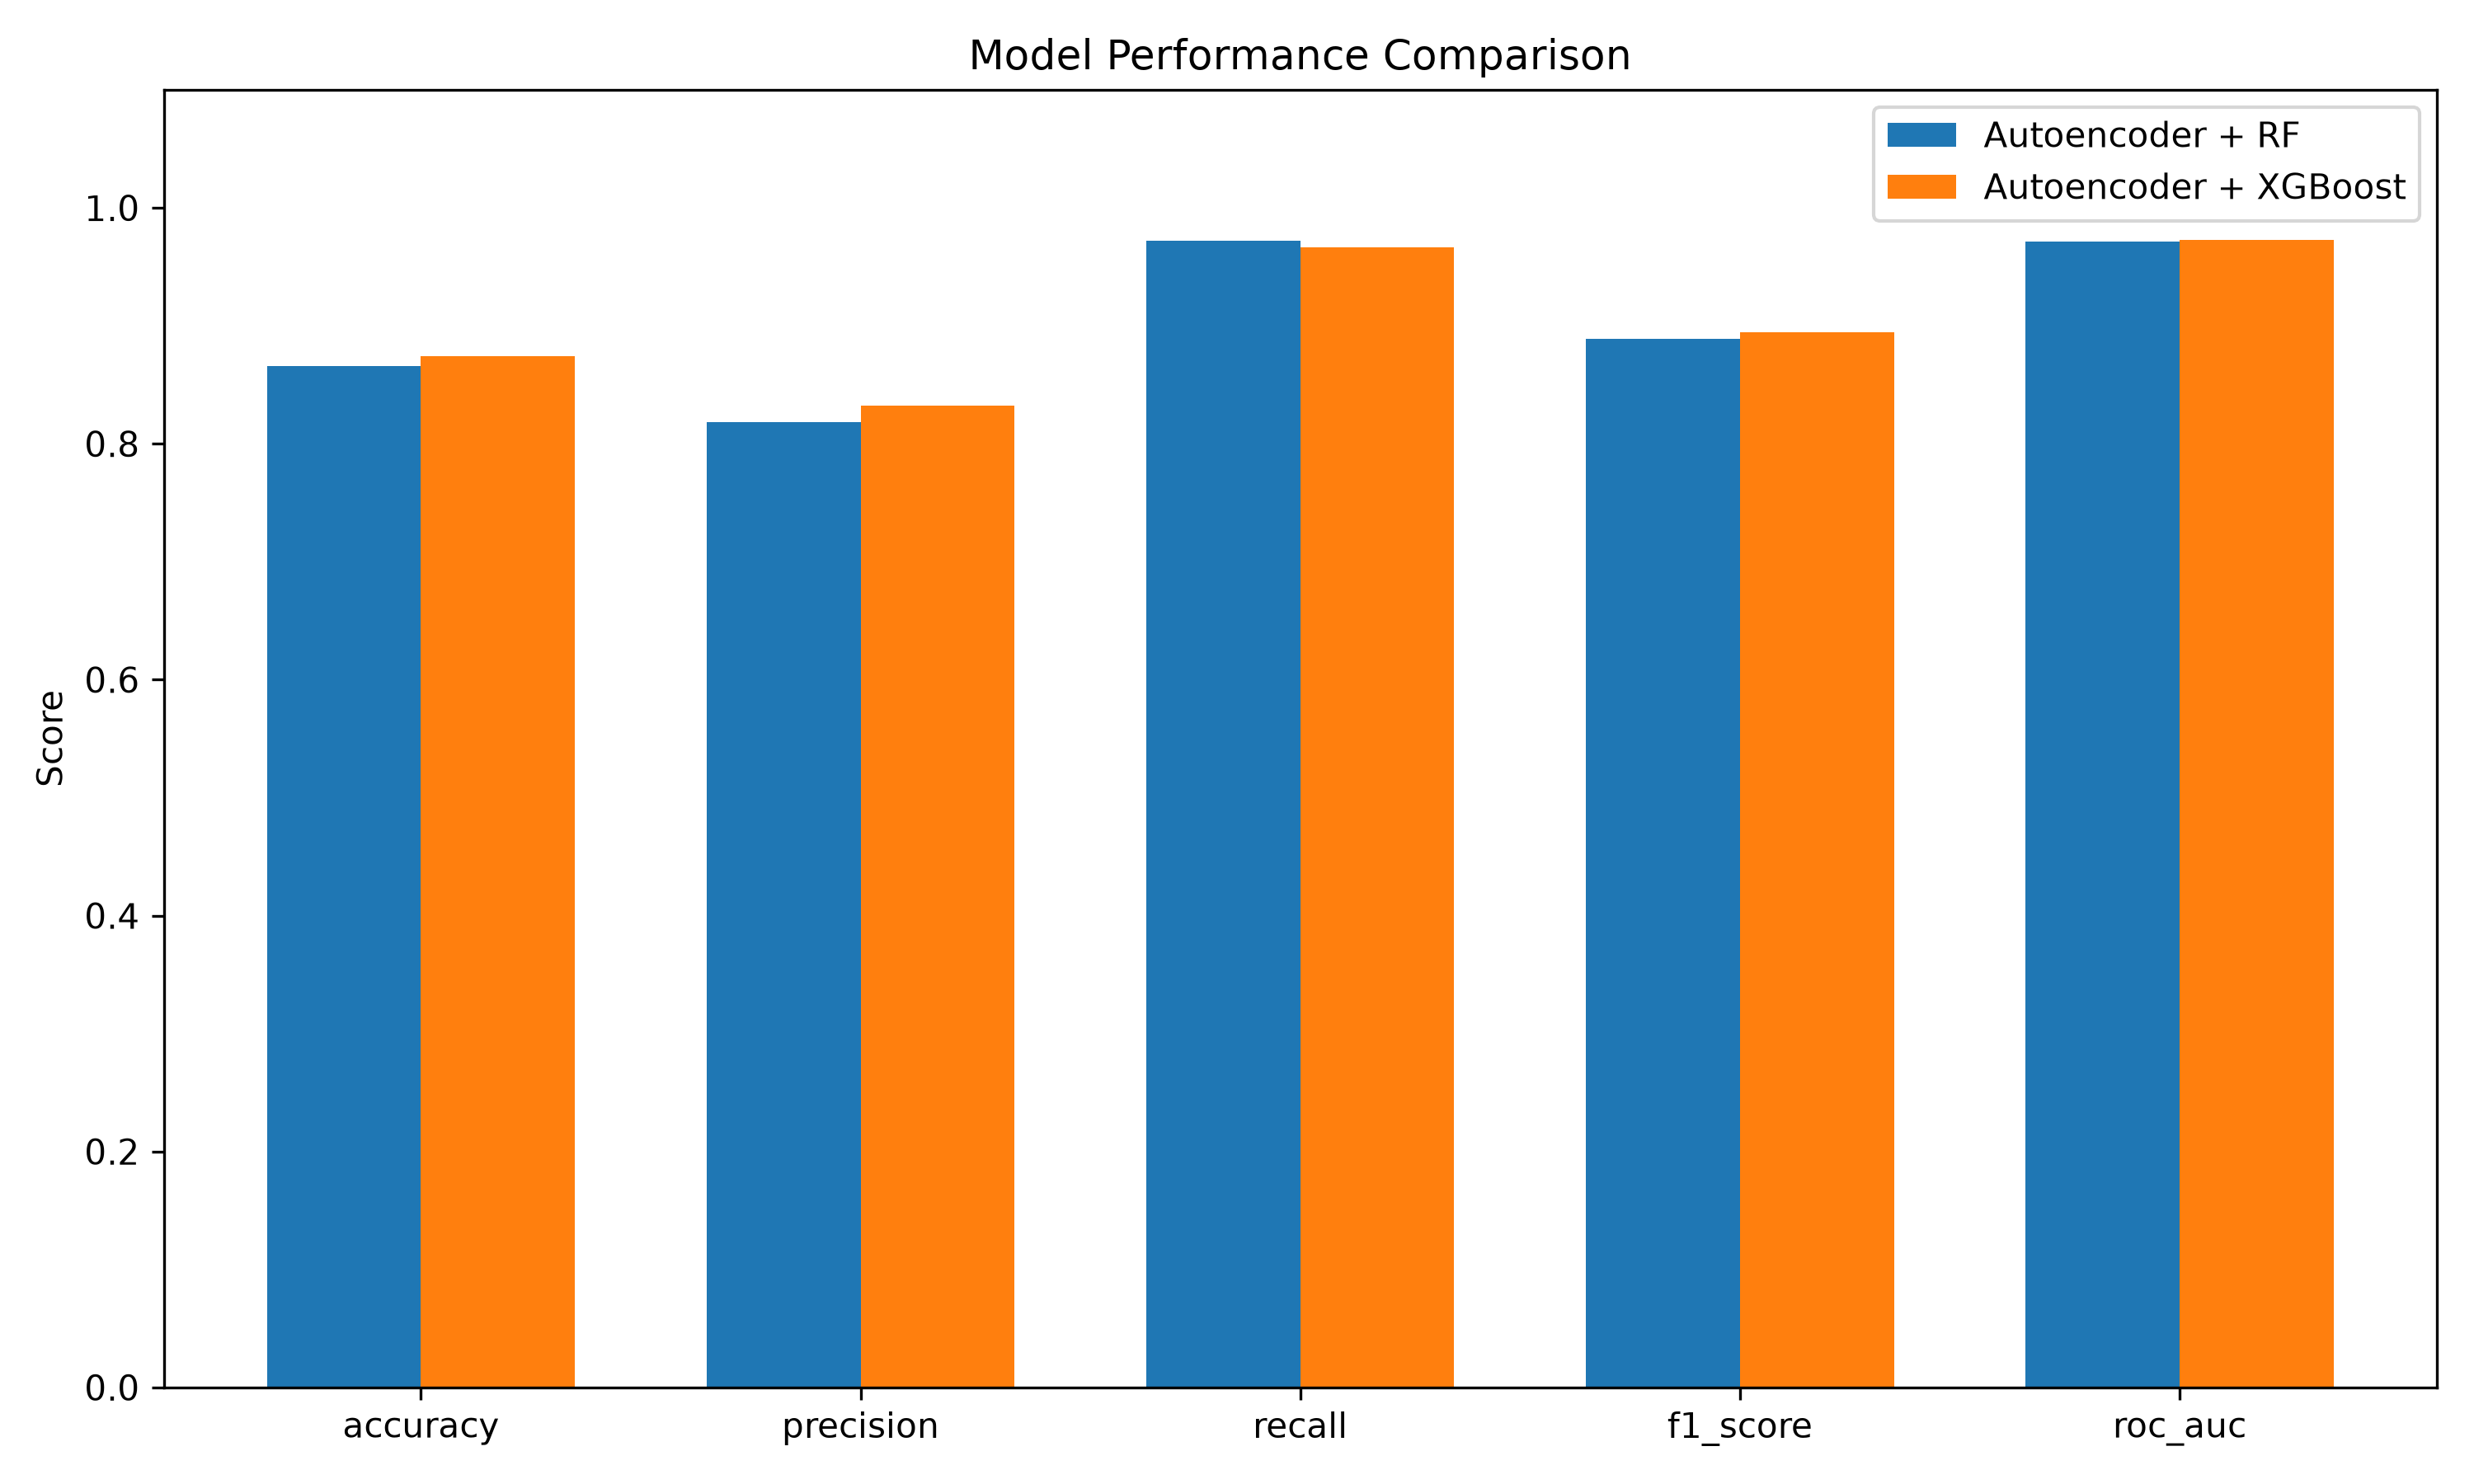 Model Performance Comparison
Autoencoder + RF
Autoencoder + XGBoost
Score
1.0
0.8
0.6
0.4
0.2
0.0
accuracy precision recall f1_score roc_auc